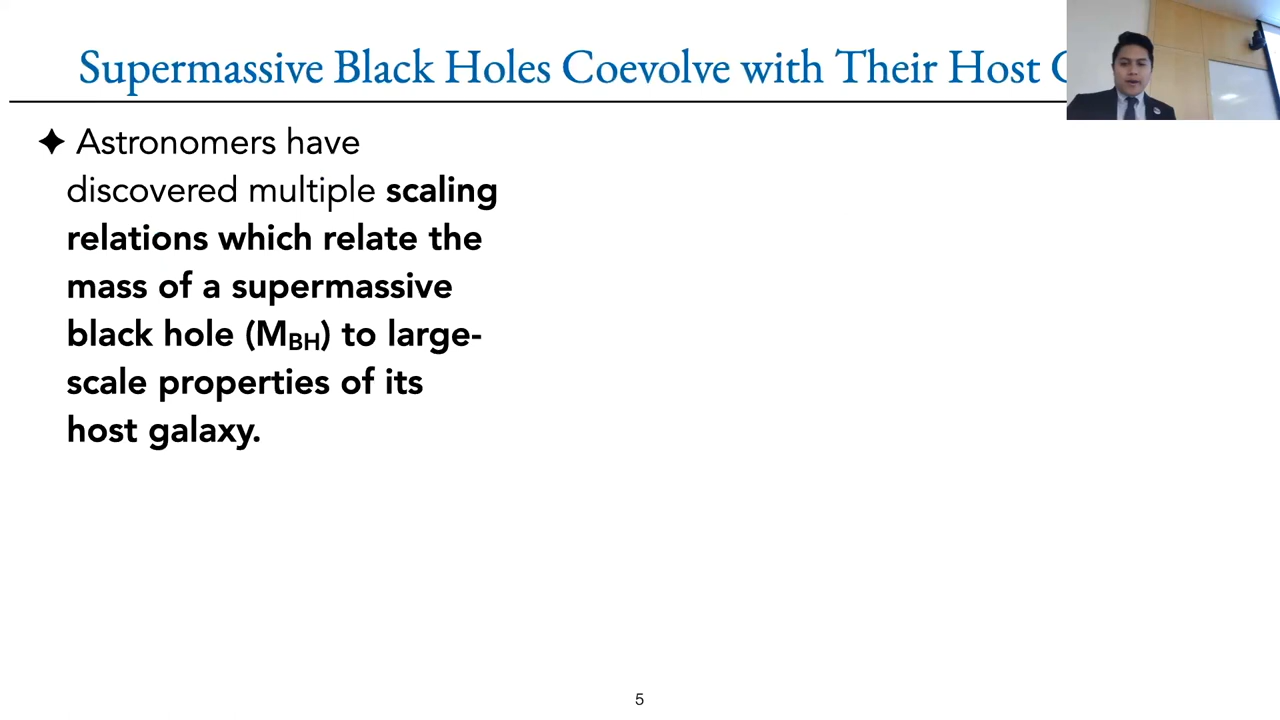 Supermassive Black Holes Coevolve with Their Host
✦ Astronomers have
discovered multiple scaling
relations which relate the
mass of a supermassive
black hole (MBH) to large-
scale properties of its
host galaxy.
5